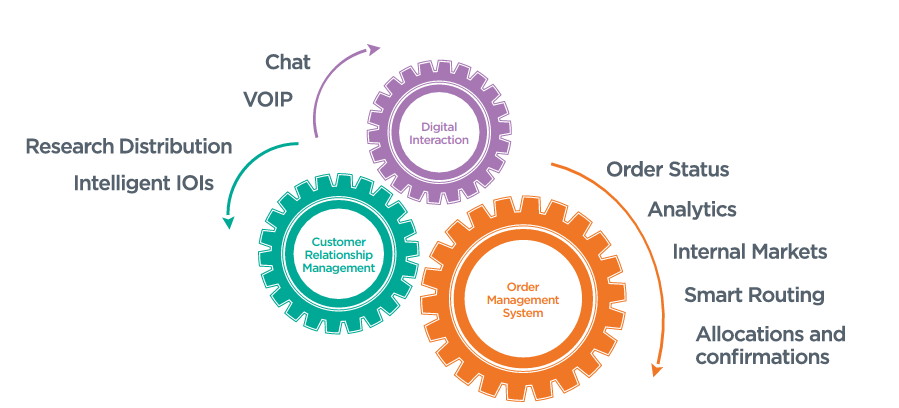 Chat
VOIP
Research Distribution
Intelligent IOIs
Digital
Interaction
Customer
Relationship
Management
Order
Management
System
Order Status
Analytics
Internal Markets
Smart Routing
Allocations and
confirmations